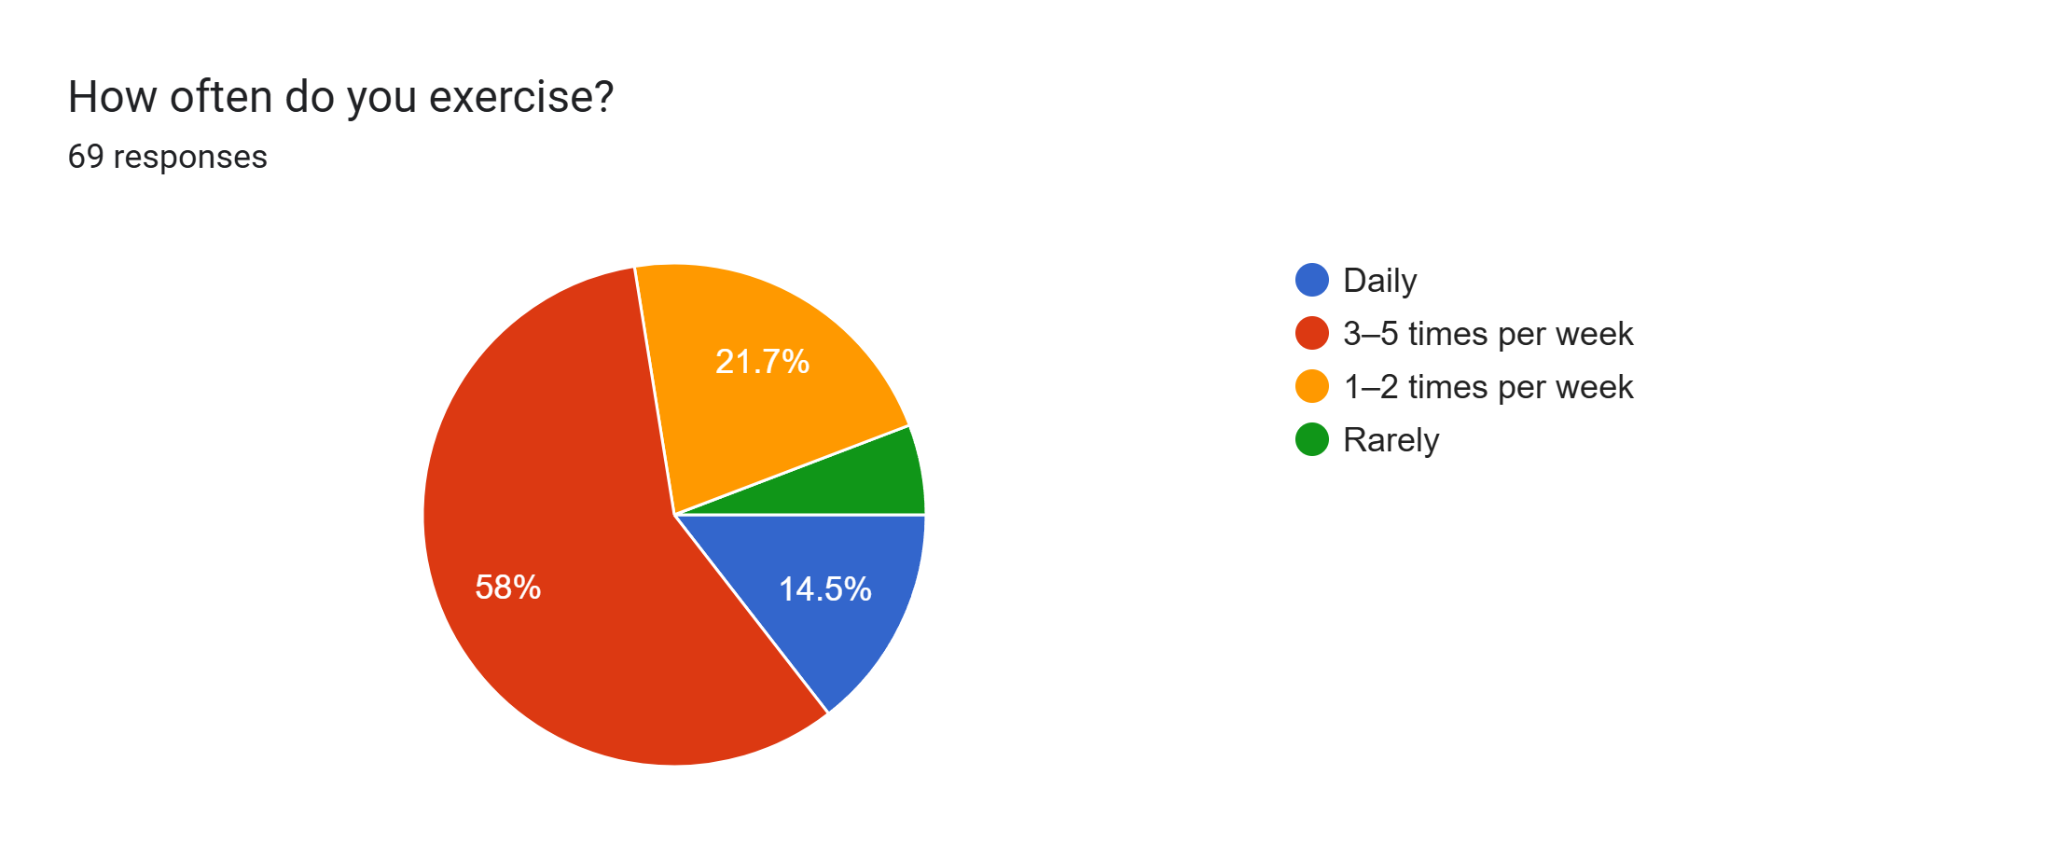 How often do you exercise?
69 responses
21.7%
58%
14.5%
Daily
3–5 times per week
1–2 times per week
Rarely